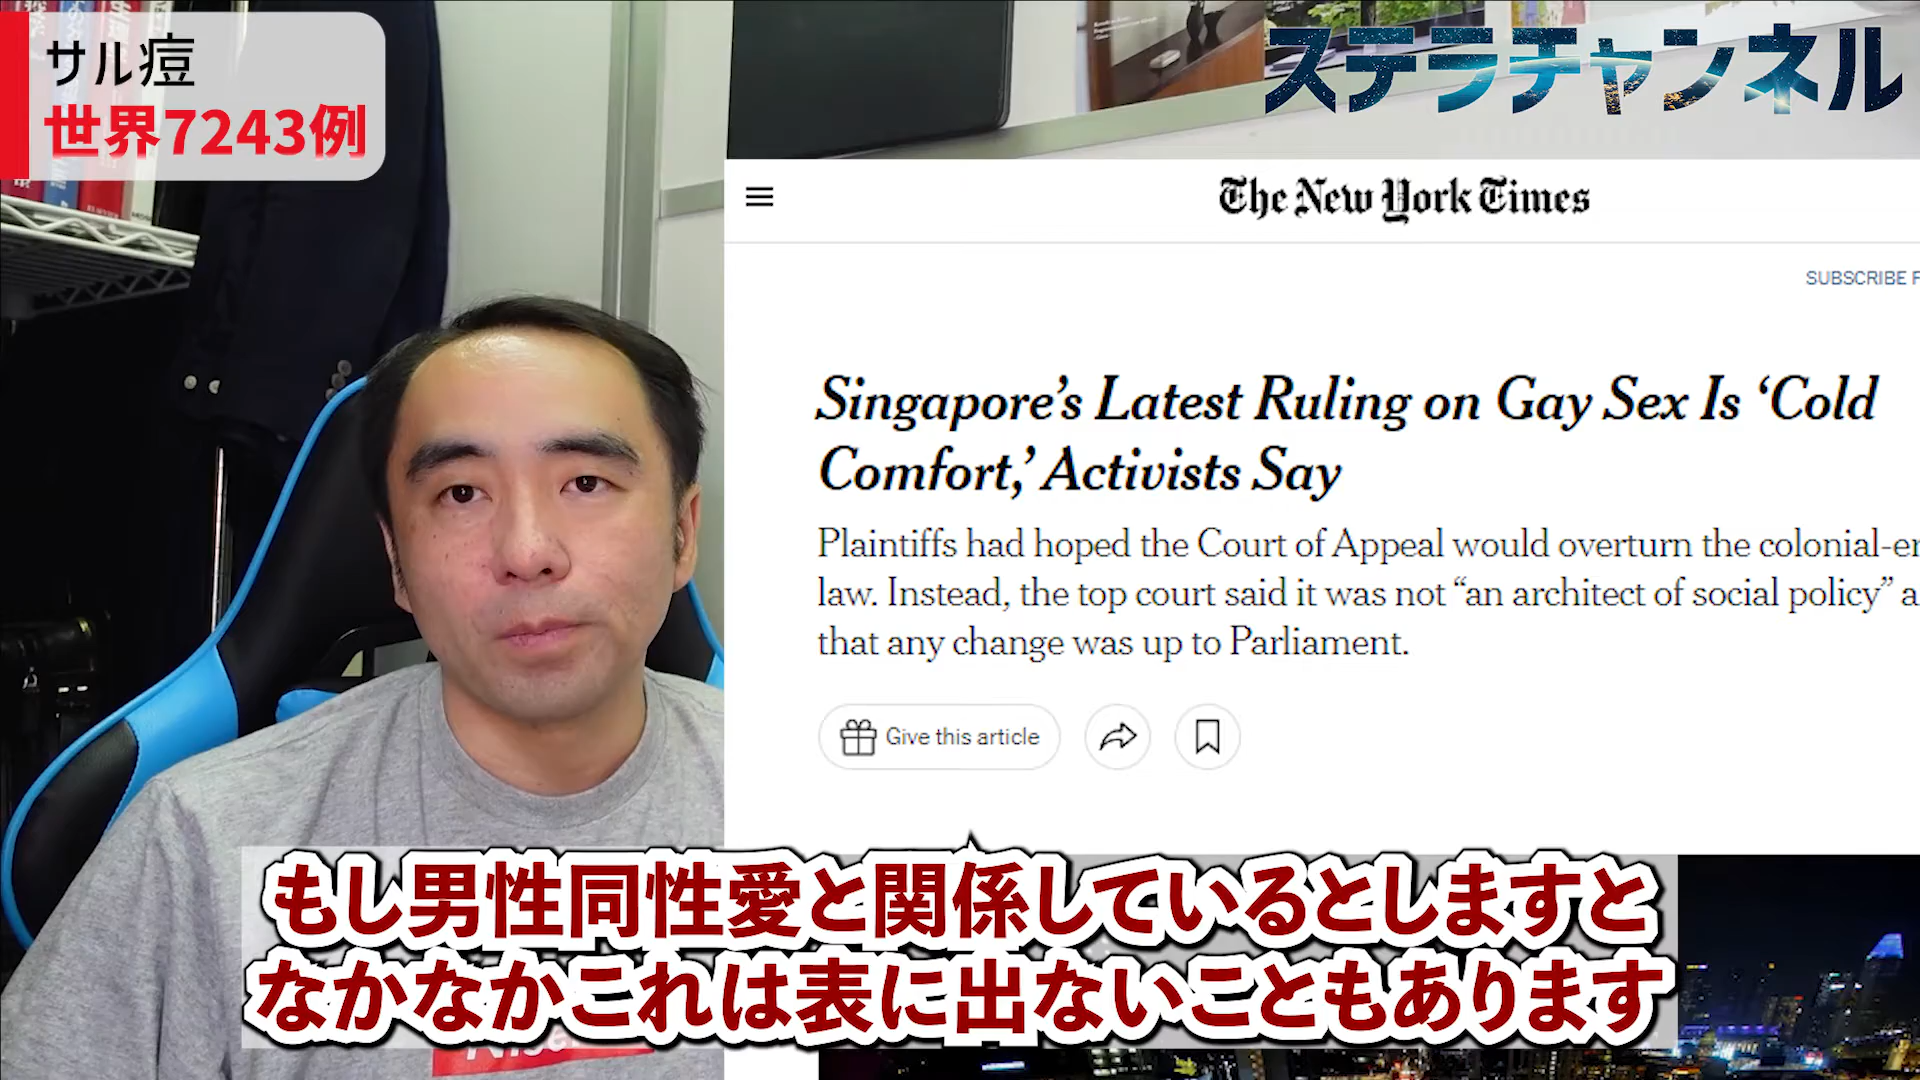 サル痘
世界7243例
ステラチャンネル
The New York Times
SUBSCRIBE F
Singapore's Latest Ruling on Gay Sex Is ‘Cold
Comfort,’ Activists Say
Plaintiffs had hoped the Court of Appeal would overturn the colonial-er
law. Instead, the top court said it was not “an architect of social policy” a
that any change was up to Parliament.
Give this article
もし男性同性愛と関係しているとしますと
なかなかこれは表に出ないこともあります